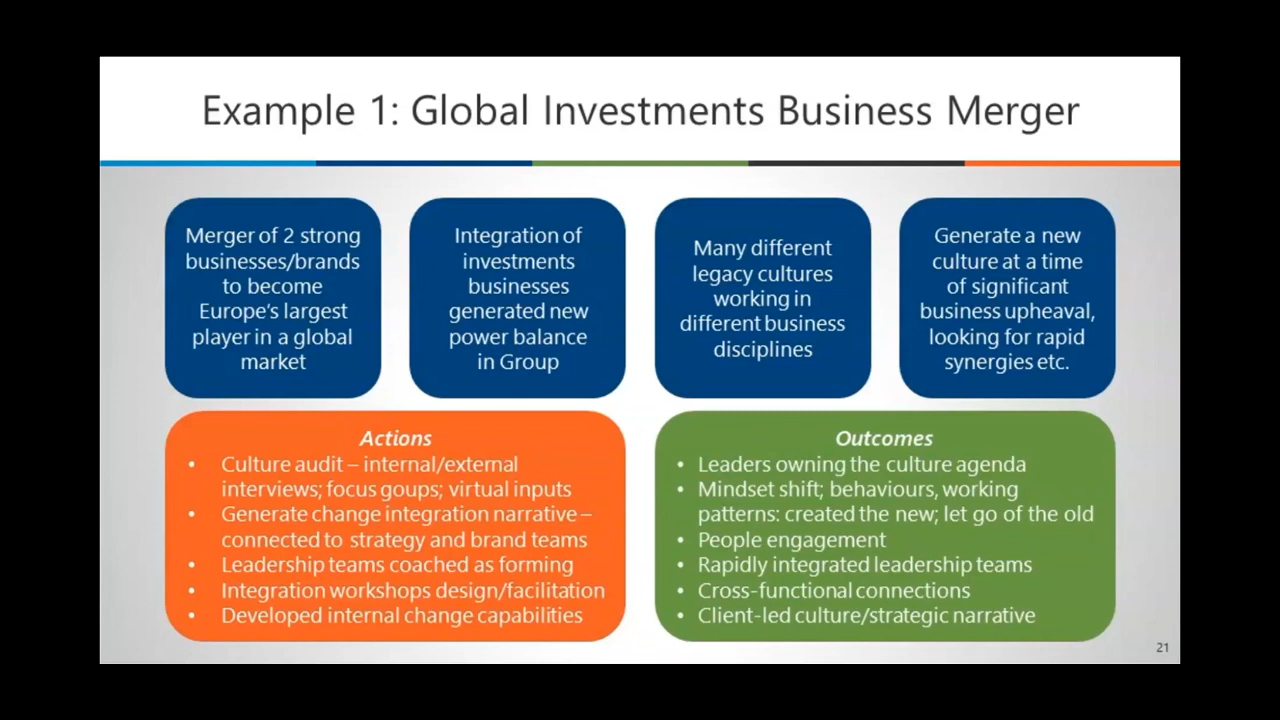 Example 1: Global Investments Business Merger
Merger of 2 strong
businesses/brands
to become
Europe's largest
player in a global
market
Integration of
investments
businesses
generated new
power balance
in Group
Many different
legacy cultures
working in
different business
disciplines
Generate a new
culture at a time
of significant
business upheaval,
looking for rapid
synergies etc.
Actions
• Culture audit – internal/external
interviews; focus goups; virtual inputs
• Generate change integration narrative –
connected to strategy and brand teams
• Leadership teams coached as forming
• Integration workshops design/facilitation
• Developed internal change capabilities
Outcomes
• Leaders owning the culture agenda
• Mindset shift; behaviours, working
patterns: created the new; let go of the old
• People engagement
• Rapidly integrated leadership teams
• Cross-functional connections
• Client-led culture/strategic narrative
21